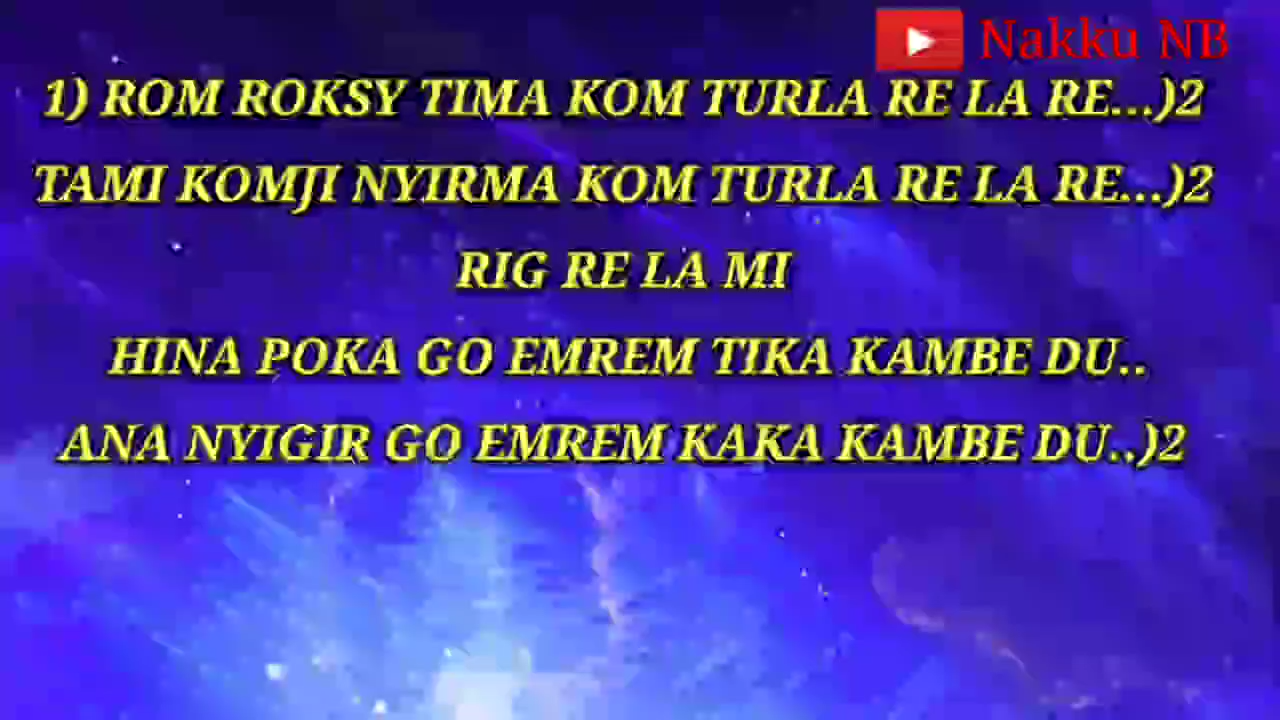 Nakku NB
1) ROM ROKSY TIMA KOM TURLA RE LA RE...)2
TAMI KOMJI NYIRMA KOM TURLA RE LA RE...)2
RIG RE LA MI
HINA POKA GO EMREM TIKA KAMBE DU..
ANA NYIGIR GO EMREM KAKA KAMBE DU..)2